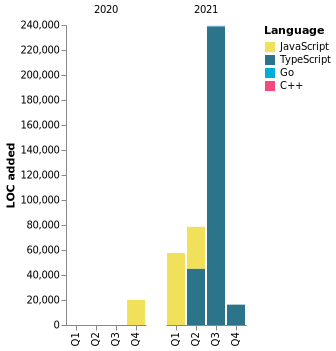 2020 2021
Language
JavaScript
TypeScript
Go
C++
LOC added
240,000
220,000
200,000
180,000
160,000
140,000
120,000
100,000
80,000
60,000
40,000
20,000
0
Q1 Q2 Q3 Q4 Q1 Q2 Q3 Q4